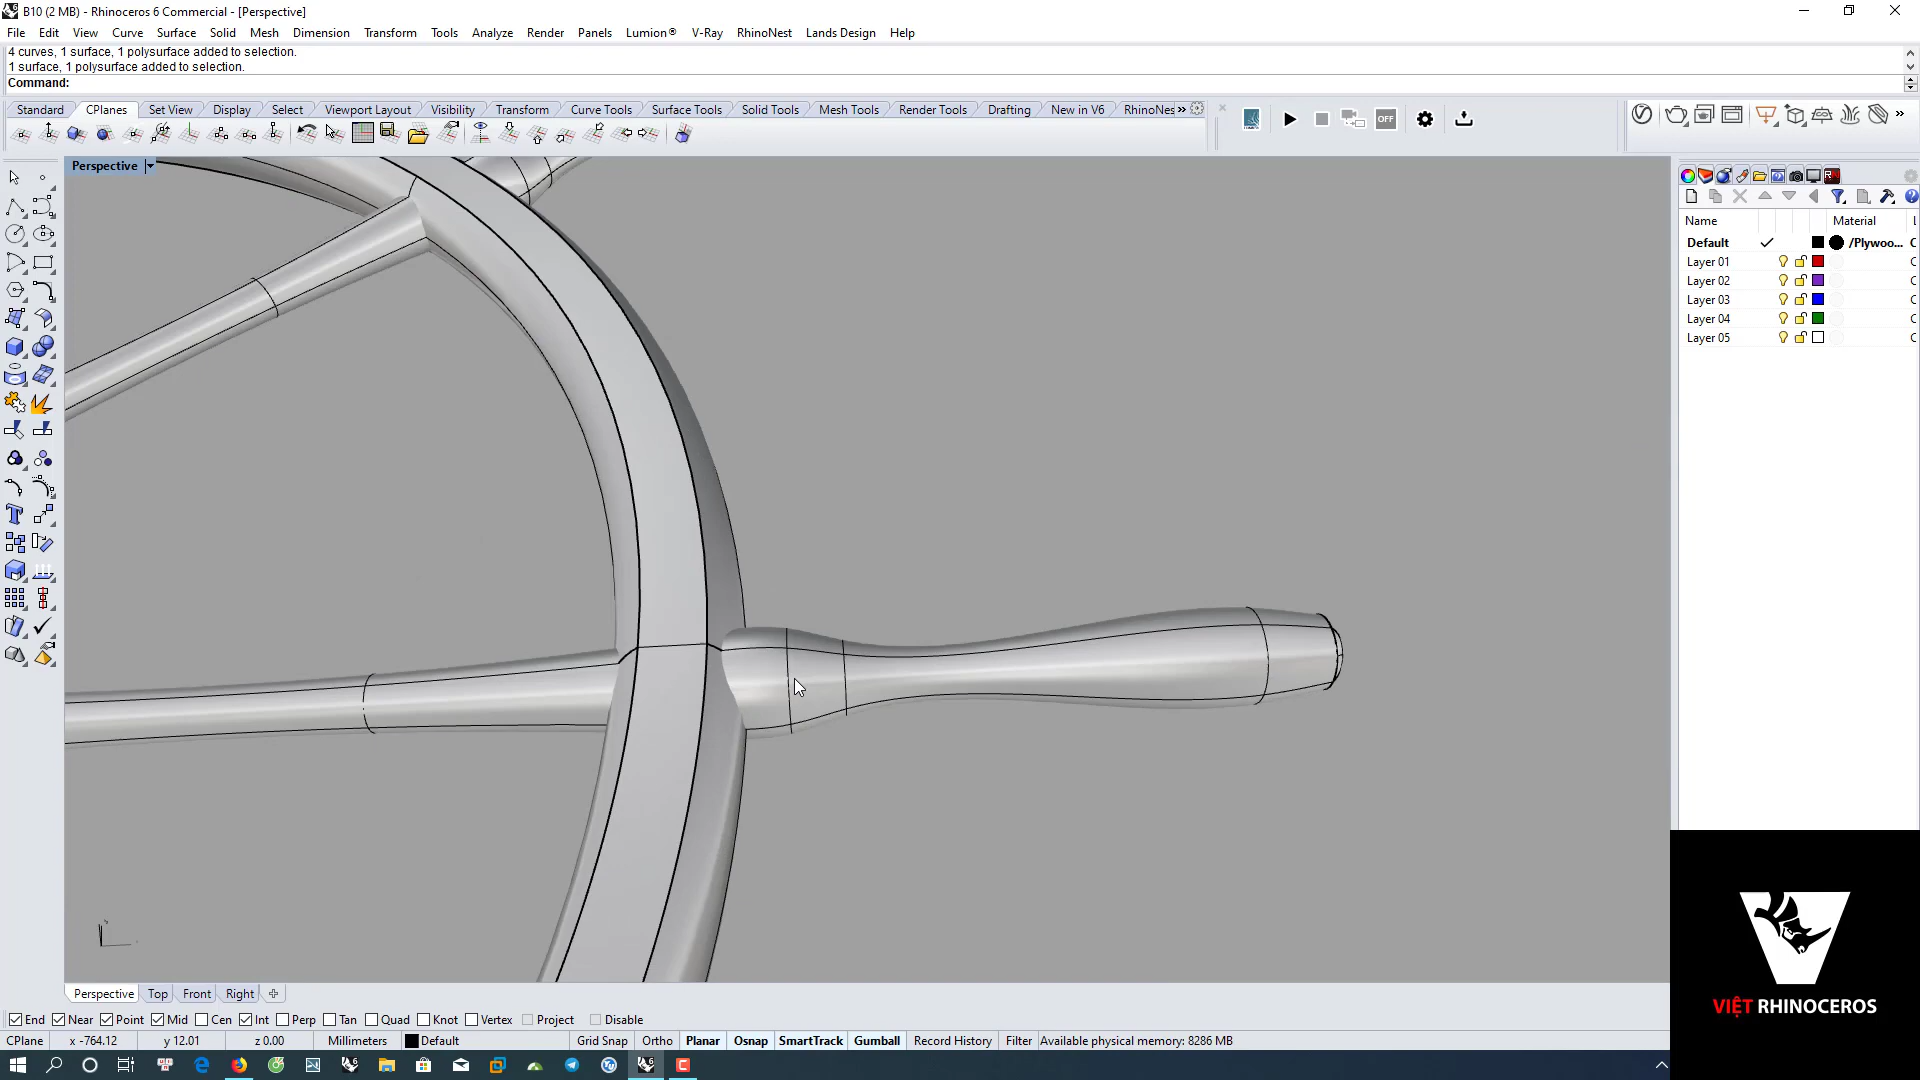 B10 (2 MB) - Rhinoceros 6 Commercial - [Perspective]
File Edit View Curve Surface Solid Mesh Dimension Transform Tools Analyze Render Panels Lumion® V-Ray RhinoNest Lands Design Help
4 curves, 1 surface, 1 polysurface added to selection.
1 surface, 1 polysurface added to selection.
Command:
Standard CPlanes Set View Display Select Viewport Layout Visibility Transform Curve Tools Surface Tools Solid Tools Mesh Tools Render Tools Drafting New in V6 RhinoNes »
OFF
Perspective
Name Material L
Default /Plywoo... C
Layer 01 C
Layer 02 C
Layer 03 C
Layer 04 C
Layer 05 C
Perspective Top Front Right
End Near Point Mid Cen Int Perp Tan Quad Knot Vertex Project Disable
CPlane x -764.12 y 12.01 z 0.00 Millimeters Default Grid Snap Ortho Planar Osnap SmartTrack Gumball Record History Filter Available physical memory: 8286 MB
VIỆT RHINOCEROS